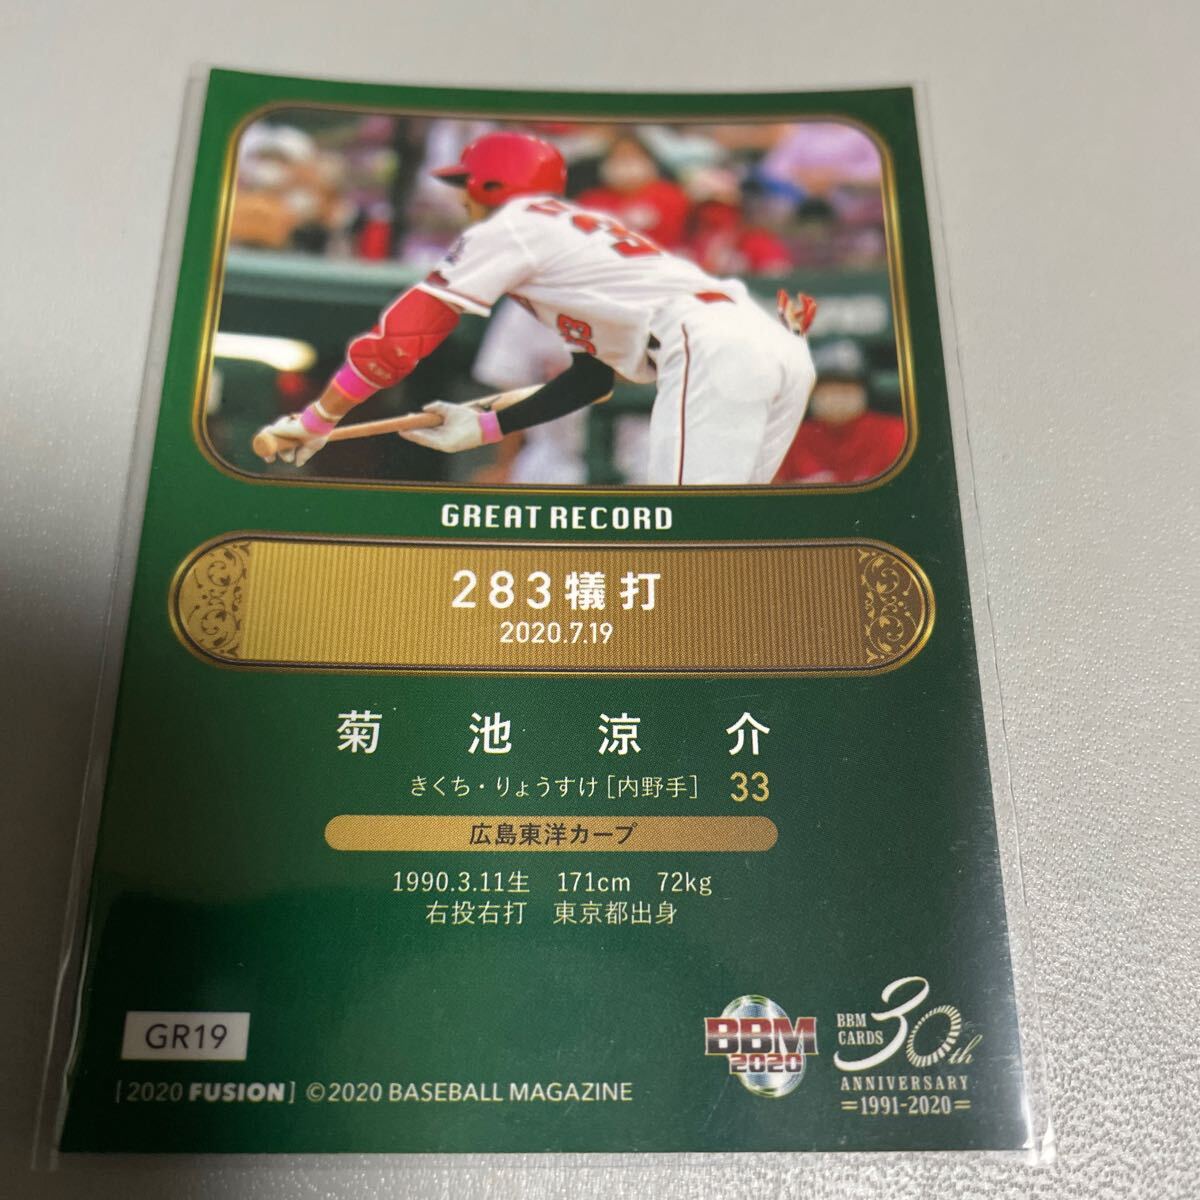 33
GREAT RECORD
283犠打
2020.7.19
菊池涼介
きくち・りょうすけ[内野手] 33
広島東洋カープ
1990.3.11生 171cm 72kg
右投右打 東京都出身
GR19
[2020 FUSION] ©2020 BASEBALL MAGAZINE
BBM
2020
BBM
CARDS
30th
ANNIVERSARY
=1991-2020=